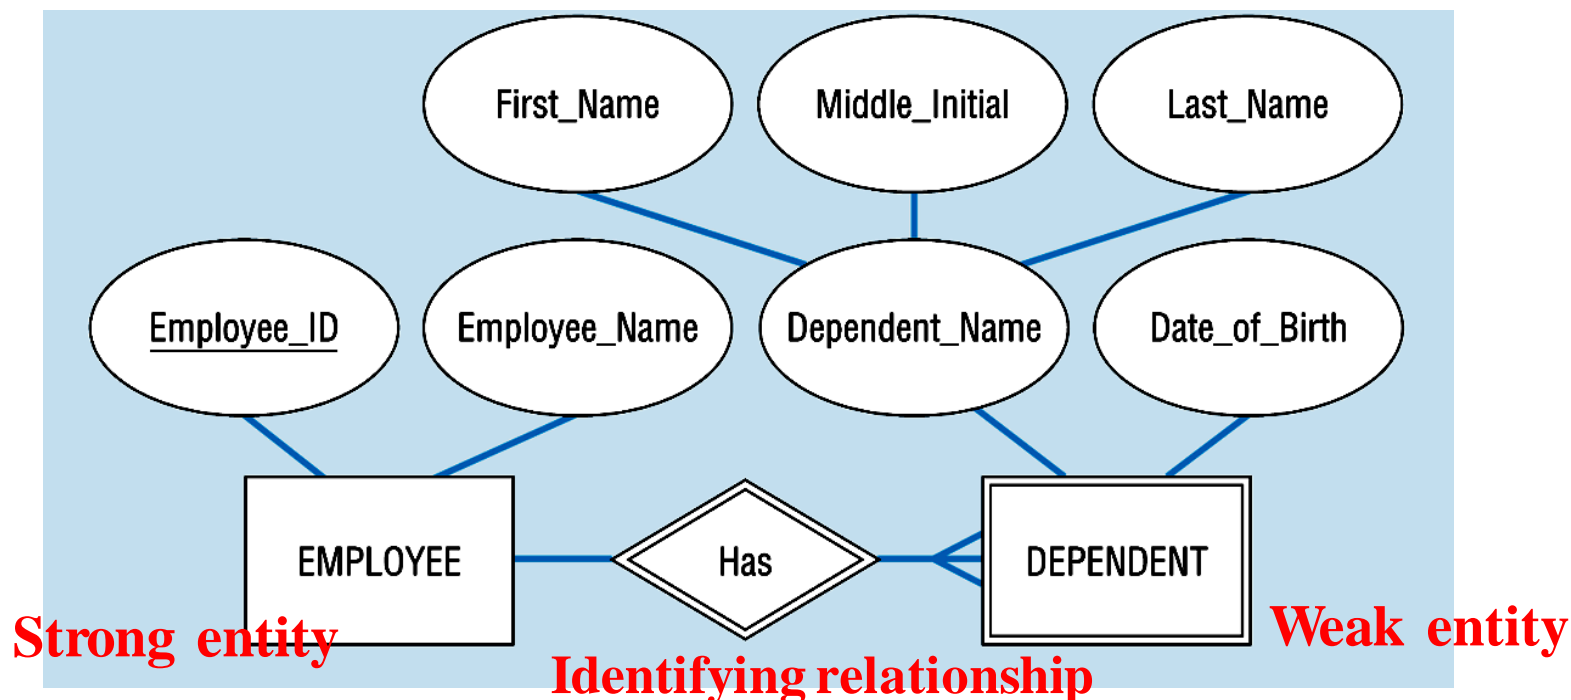 First_Name Middle_Initial Last_Name
Employee_ID Employee_Name Dependent_Name Date_of_Birth
EMPLOYEE Has DEPENDENT
Strong entity Weak entity
Identifying relationship